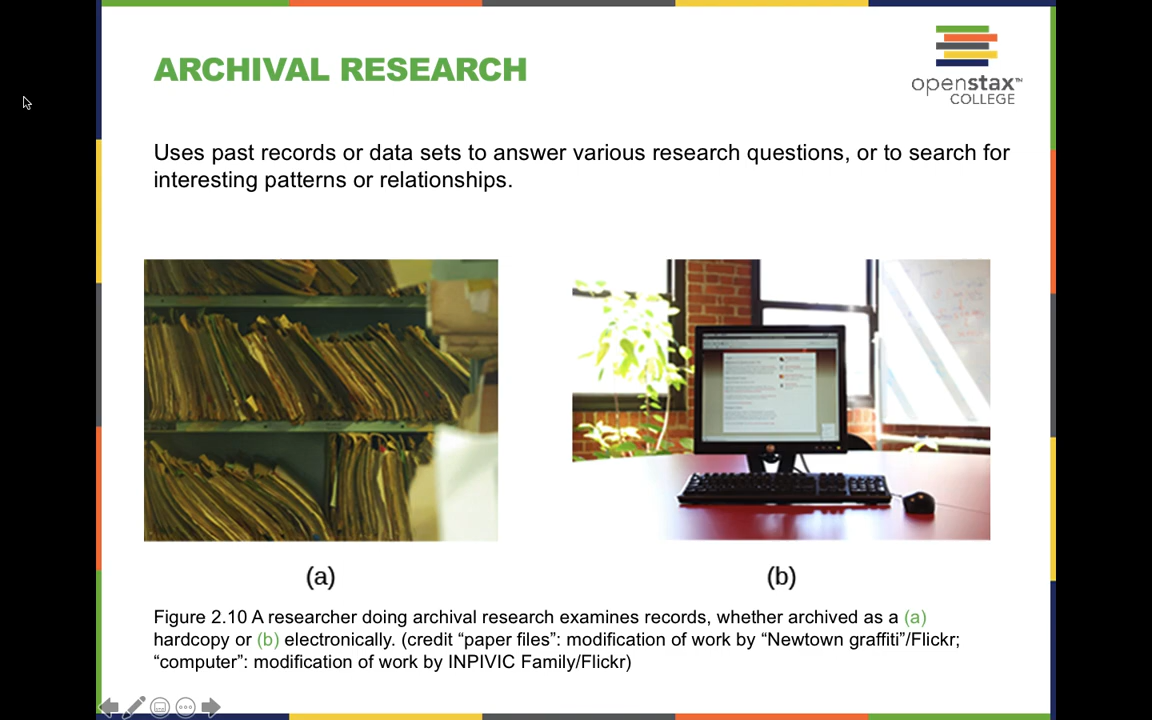 ARCHIVAL RESEARCH
openstax™
COLLEGE
Uses past records or data sets to answer various research questions, or to search for
interesting patterns or relationships.
(a)
(b)
Figure 2.10 A researcher doing archival research examines records, whether archived as a (a)
hardcopy or (b) electronically. (credit “paper files”: modification of work by “Newtown graffiti”/Flickr;
“computer”: modification of work by INPIVIC Family/Flickr)